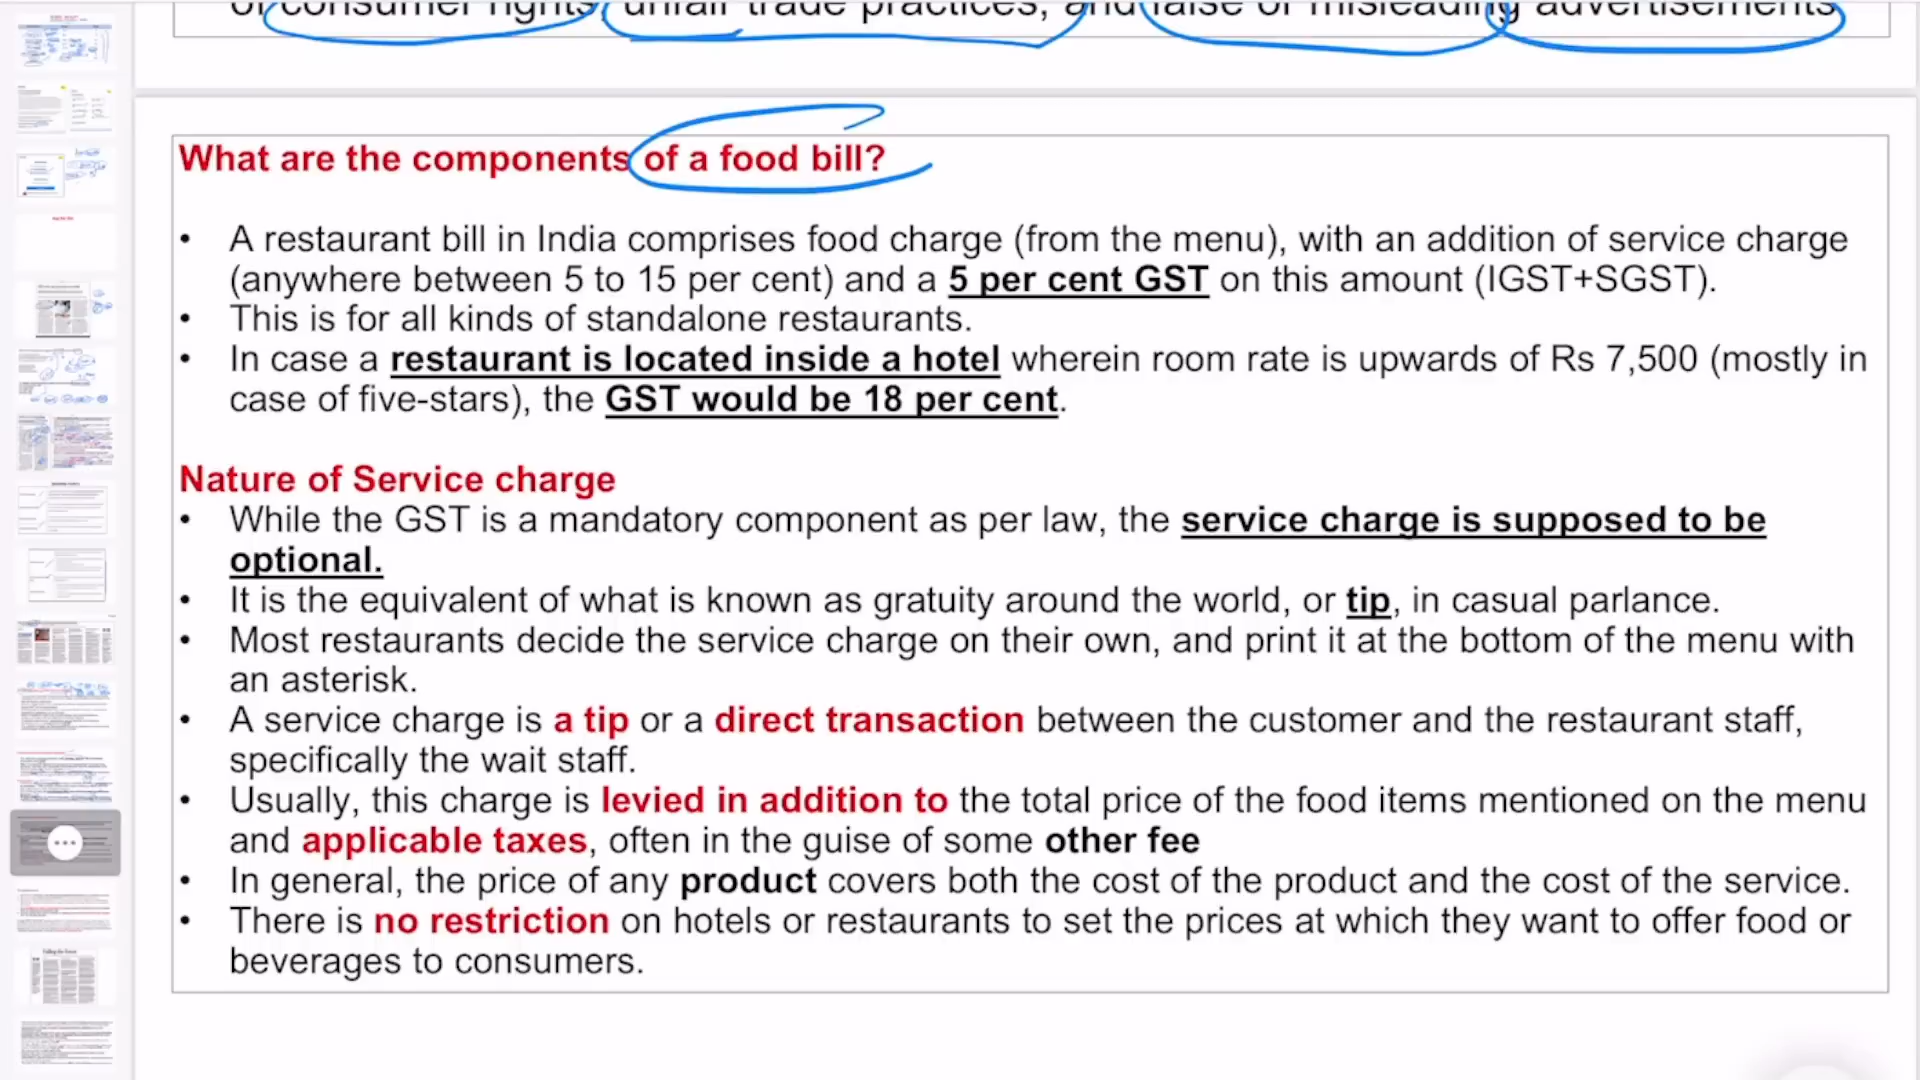 of consumer rights, unfair trade practices, and false or misleading advertisements
What are the components of a food bill?
• A restaurant bill in India comprises food charge (from the menu), with an addition of service charge
(anywhere between 5 to 15 per cent) and a 5 per cent GST on this amount (IGST+SGST).
• This is for all kinds of standalone restaurants.
• In case a restaurant is located inside a hotel wherein room rate is upwards of Rs 7,500 (mostly in
case of five-stars), the GST would be 18 per cent.
Nature of Service charge
• While the GST is a mandatory component as per law, the service charge is supposed to be
optional.
• It is the equivalent of what is known as gratuity around the world, or tip, in casual parlance.
• Most restaurants decide the service charge on their own, and print it at the bottom of the menu with
an asterisk.
• A service charge is a tip or a direct transaction between the customer and the restaurant staff,
specifically the wait staff.
• Usually, this charge is levied in addition to the total price of the food items mentioned on the menu
and applicable taxes, often in the guise of some other fee
• In general, the price of any product covers both the cost of the product and the cost of the service.
• There is no restriction on hotels or restaurants to set the prices at which they want to offer food or
beverages to consumers.